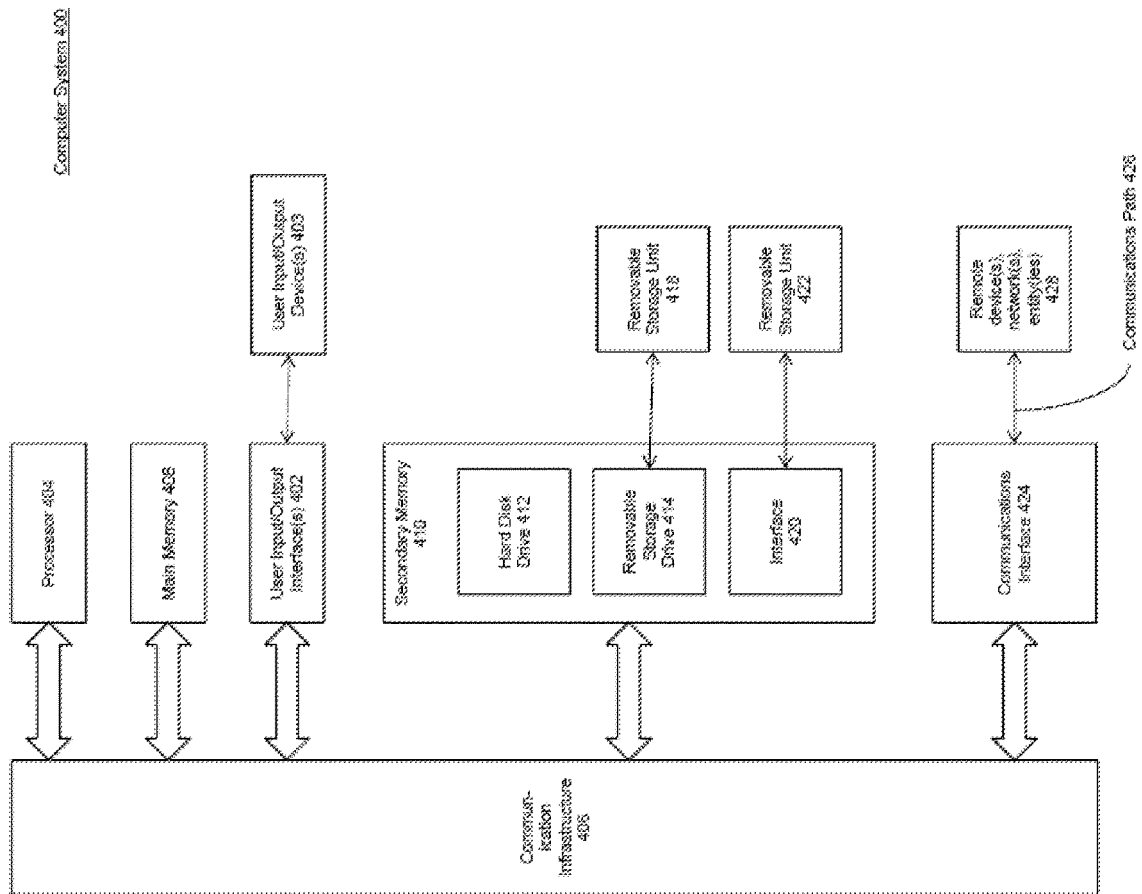 Computer System 400
Processor 404
Main Memory 408
User Input/Output
Interface(s) 402
User Input/Output
Device(s) 403
Secondary Memory
410
Hard Disk
Drive 412
Removable
Storage
Drive 414
Interface
420
Removable
Storage Unit
418
Removable
Storage Unit
422
Communications
Interface 424
Remote
device(s),
network(s),
entity(ies)
428
Communications Path 426
Commun-
ication
Infrastructure
406